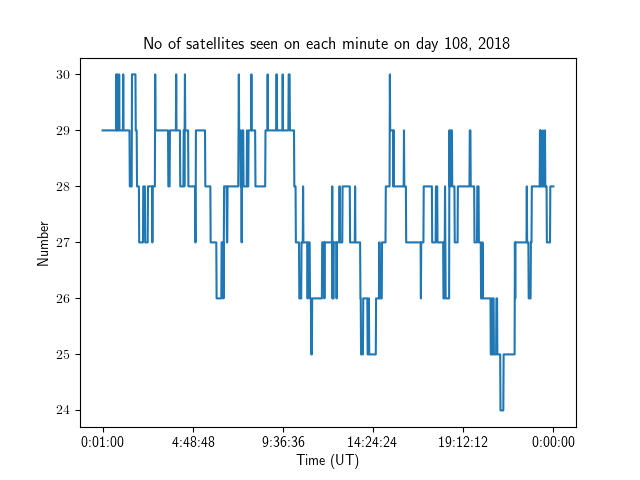 No of satellites seen on each minute on day 108, 2018
30
29
28
27
26
25
24
Number
0:01:00 4:48:48 9:36:36 14:24:24 19:12:12 0:00:00
Time (UT)